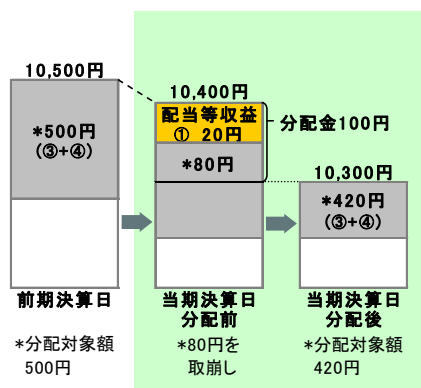 10,500円
*500円
(③+④)
前期決算日
*分配対象額
500円
10,400円
配当等収益
① 20円
*80円
分配金100円
当期決算日
分配前
*80円を
取崩し
10,300円
*420円
(③+④)
当期決算日
分配後
*分配対象額
420円